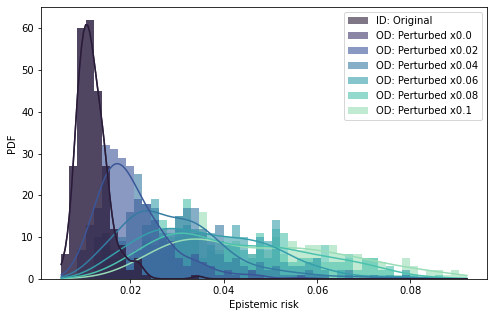 ID: Original
OD: Perturbed x0.0
OD: Perturbed x0.02
OD: Perturbed x0.04
OD: Perturbed x0.06
OD: Perturbed x0.08
OD: Perturbed x0.1
60
50
40
30
20
10
0
PDF
0.02 0.04 0.06 0.08
Epistemic risk